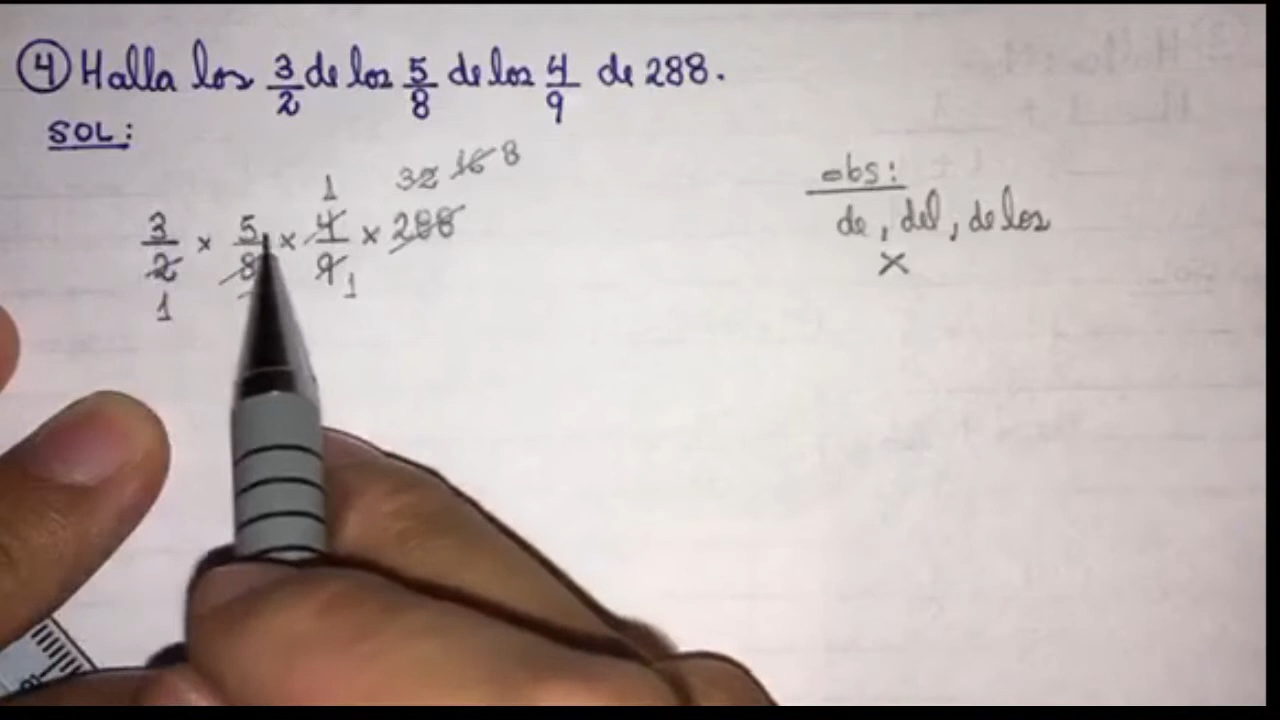 ④ Halla los 3/2 de los 5/8 de los 4/9 de 288.
SOL:
1 32 16 8
3/2 × 5/8 × 4/9 × 288
1 1
obs:
de, del, de los
×